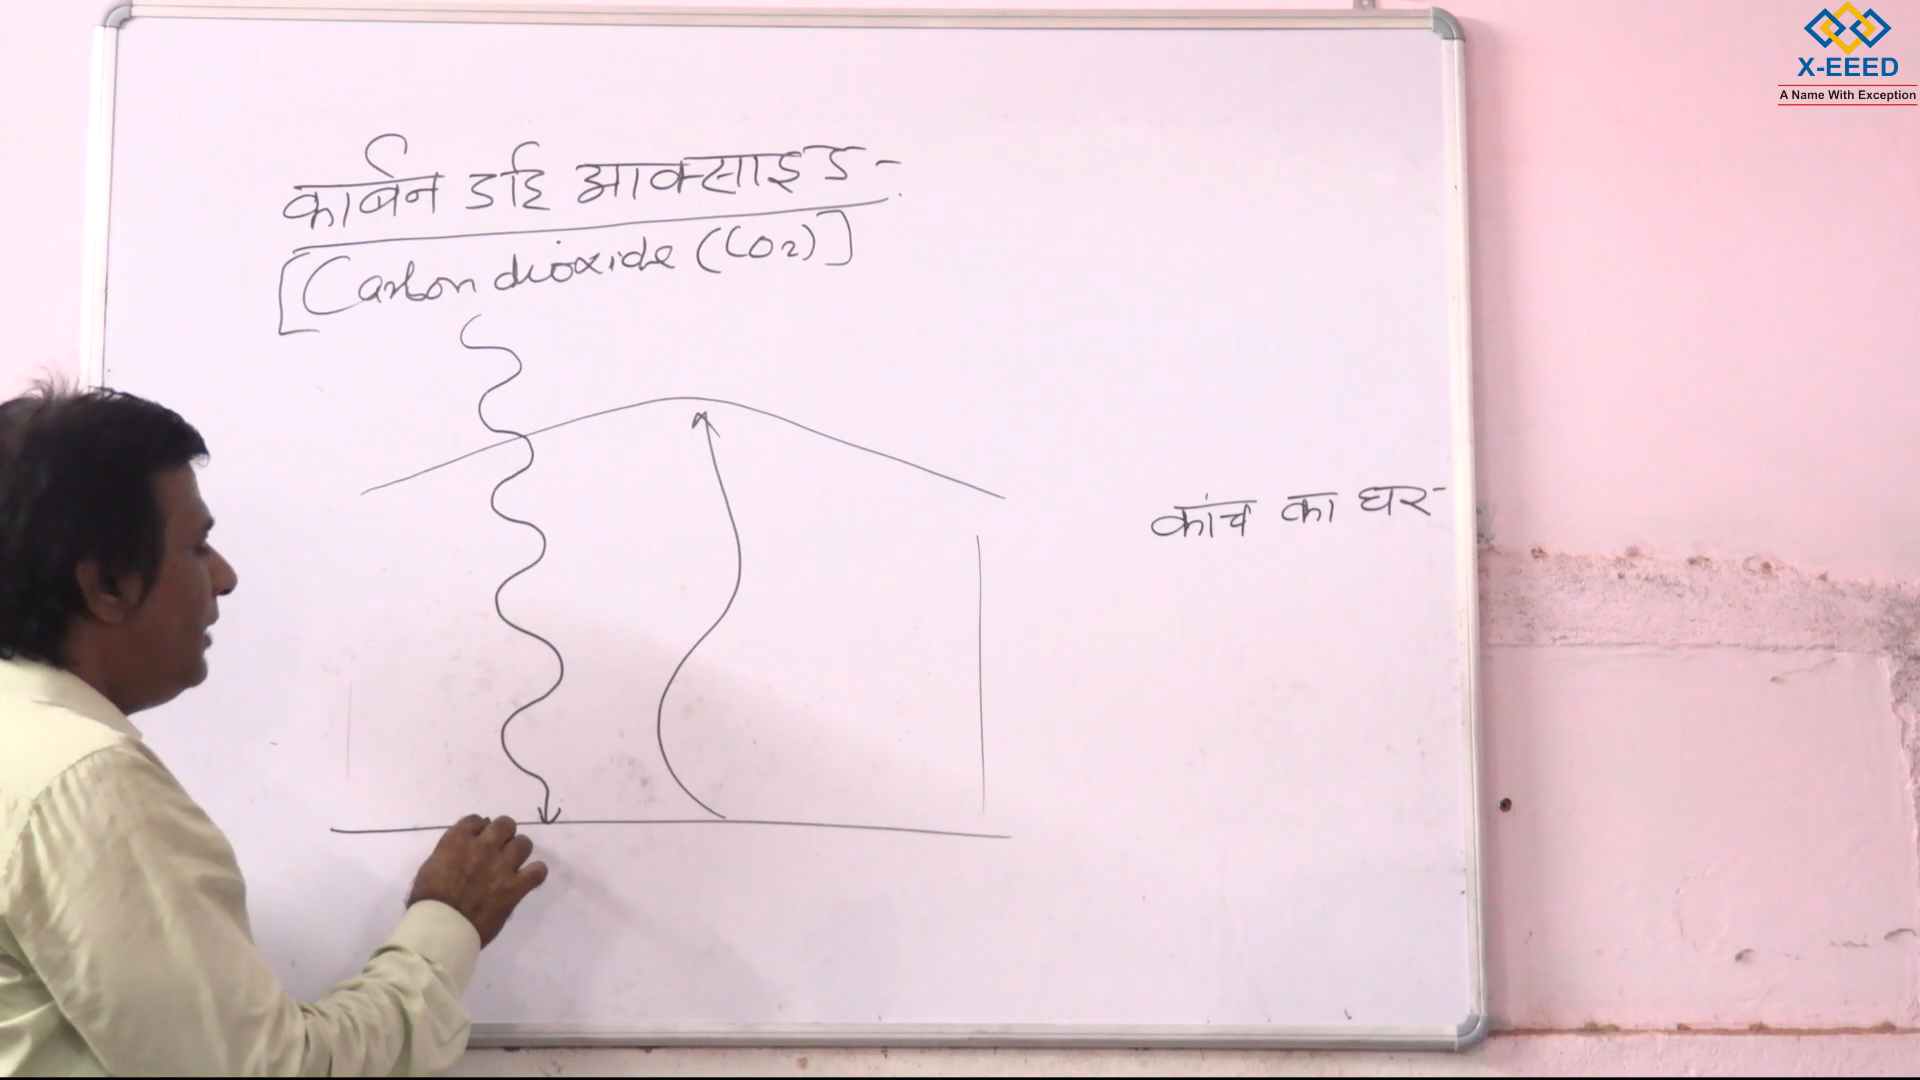 कार्बन डाई आक्साइड -
[Carbon dioxide (CO2)]
कांच का घर -
X-EEED
A Name With Exception